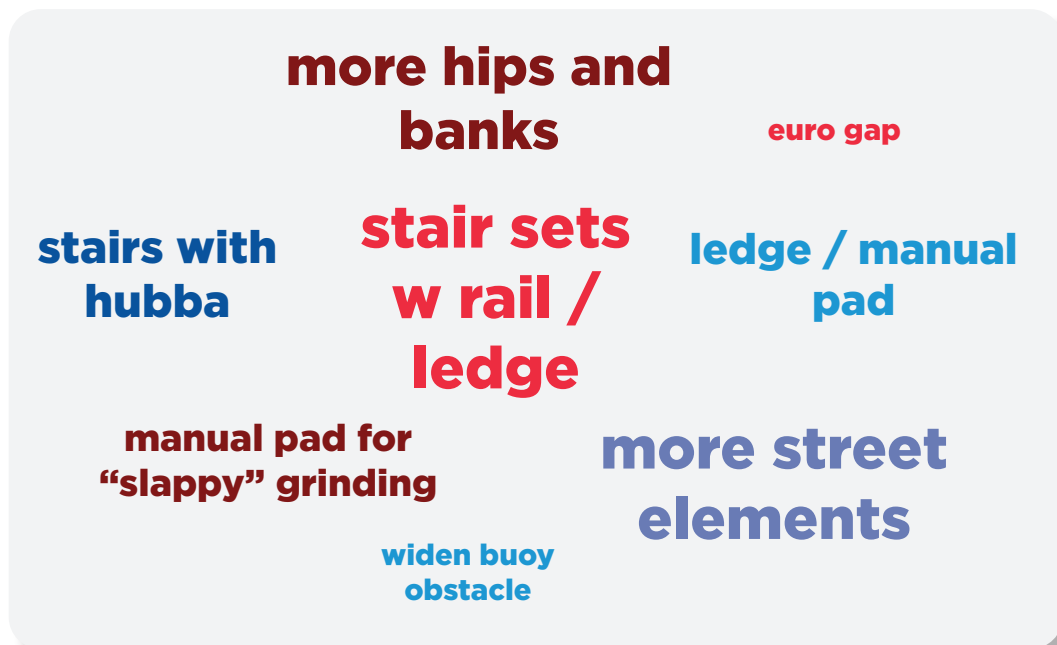 more hips and
banks
euro gap
stair sets
w rail /
ledge
stairs with
hubba
ledge / manual
pad
manual pad for
“slappy” grinding
more street
elements
widen buoy
obstacle